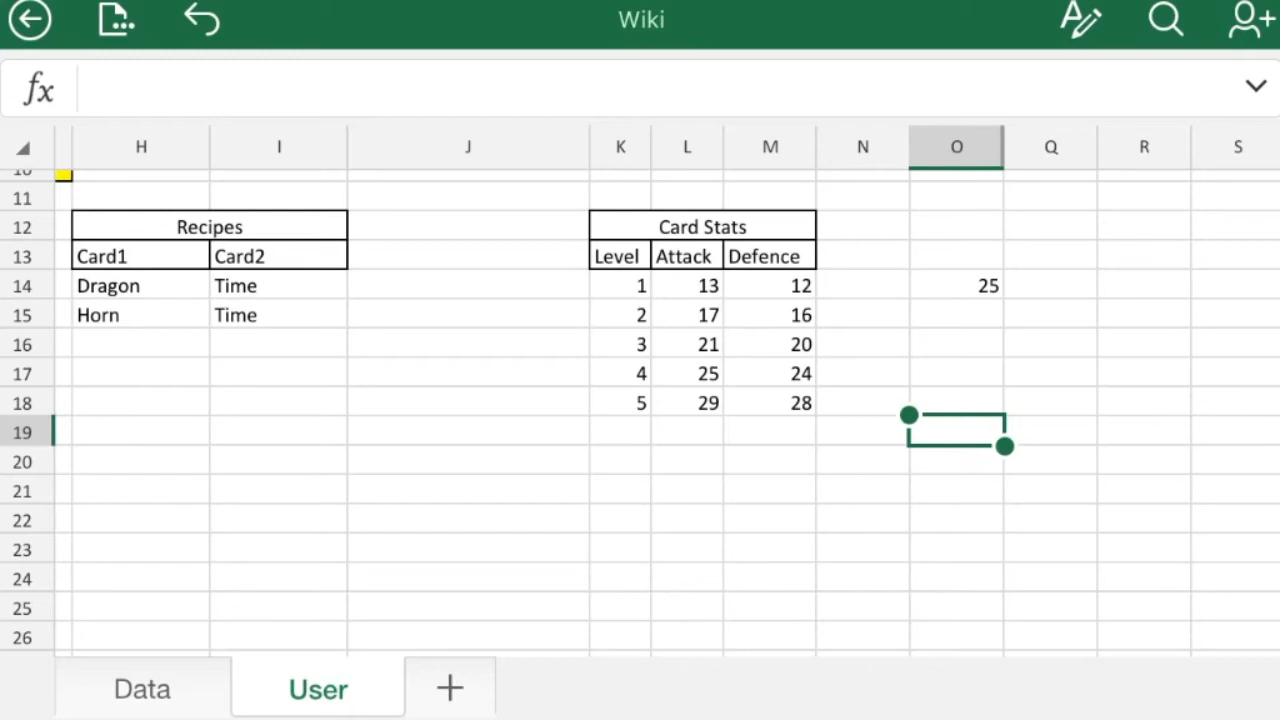 Wiki
fx
H I J K L M N O Q R S
10
11
12 Recipes Card Stats
13 Card1 Card2 Level Attack Defence
14 Dragon Time 1 13 12 25
15 Horn Time 2 17 16
16 3 21 20
17 4 25 24
18 5 29 28
19
20
21
22
23
24
25
26
Data User +